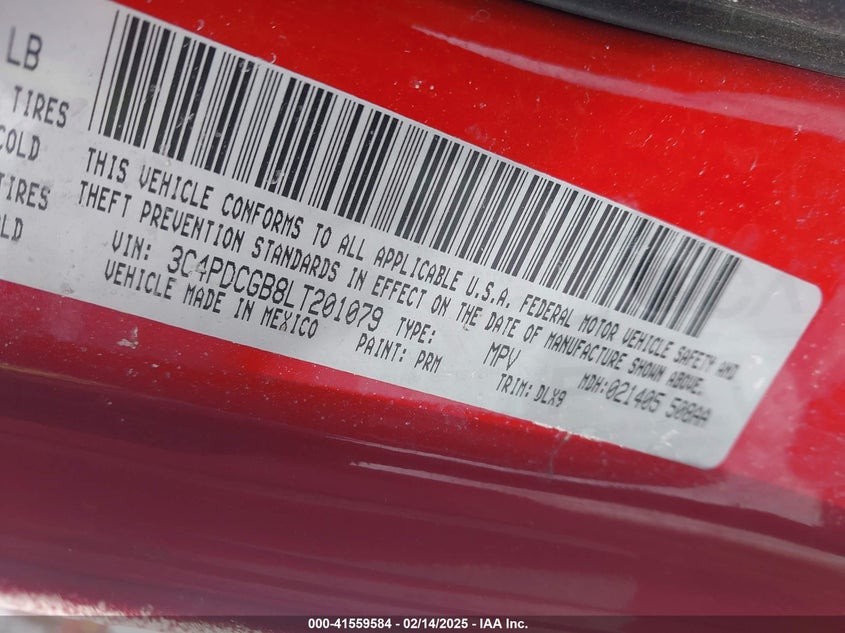 LB
TIRES
COLD
TIRES
LD
THIS VEHICLE CONFORMS TO ALL APPLICABLE U.S.A. FEDERAL MOTOR VEHICLE SAFETY AND
THEFT PREVENTION STANDARDS IN EFFECT ON THE DATE OF MANUFACTURE SHOWN ABOVE.
VIN: 3C4PDCGB8LT201079 TYPE: MPV MDH:021405 508AA
VEHICLE MADE IN MEXICO PAINT: PRM TRIM: DLX9
000-41559584 - 02/14/2025 - IAA Inc.